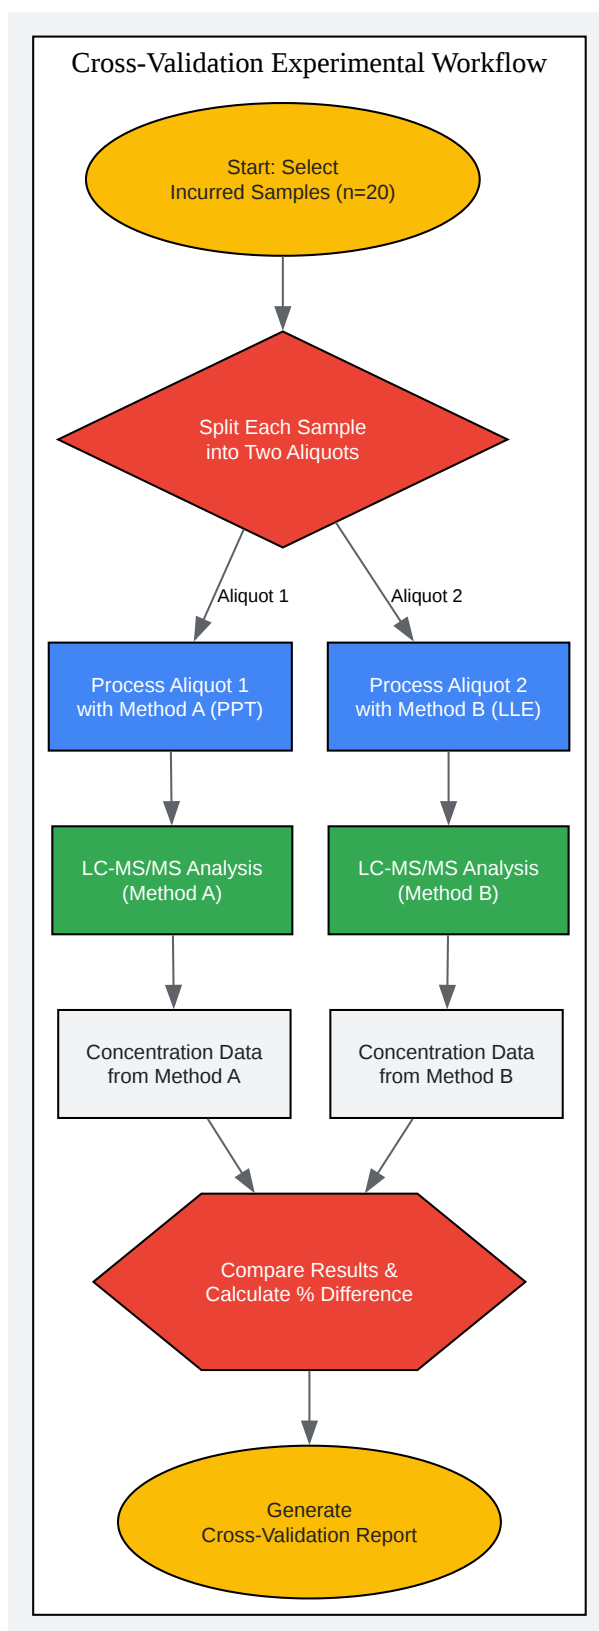 Cross-Validation Experimental Workflow
Start: Select
Incurred Samples (n=20)
Split Each Sample
into Two Aliquots
Aliquot 1
Aliquot 2
Process Aliquot 1
with Method A (PPT)
Process Aliquot 2
with Method B (LLE)
LC-MS/MS Analysis
(Method A)
LC-MS/MS Analysis
(Method B)
Concentration Data
from Method A
Concentration Data
from Method B
Compare Results &
Calculate % Difference
Generate
Cross-Validation Report